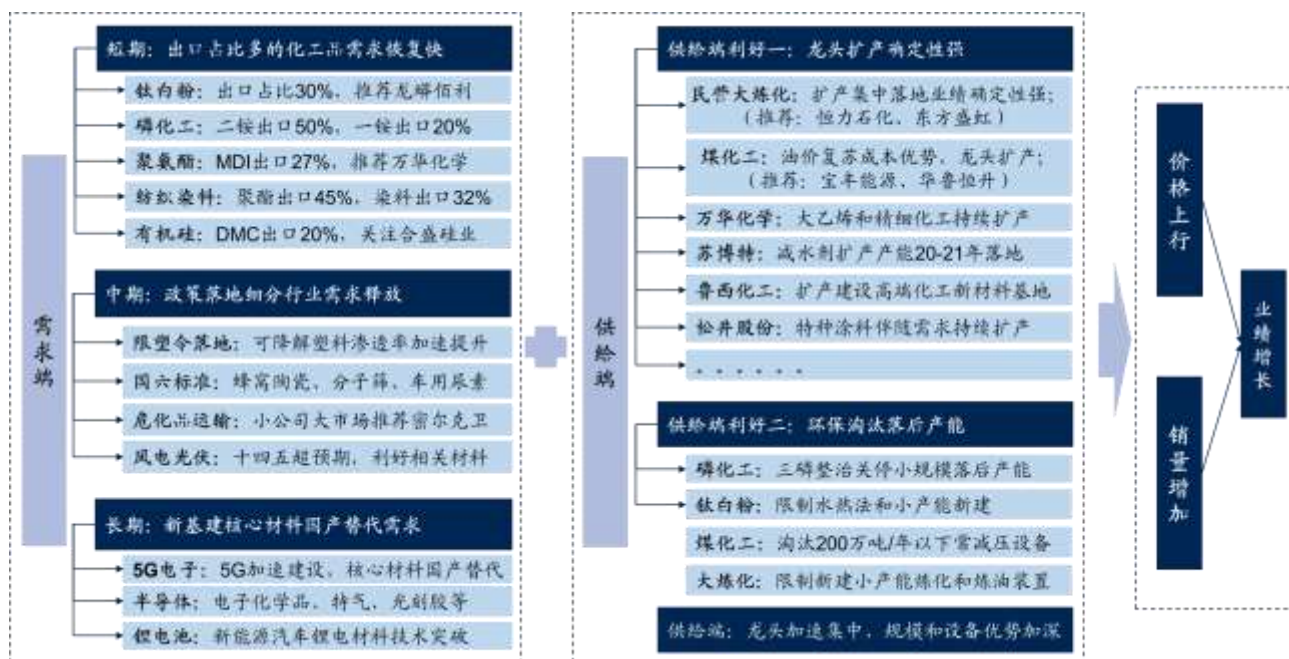 需求端
短期：出口占比多的化工品需求恢复快
钛白粉：出口占比30%，推荐龙蟒佰利
磷化工：二铵出口50%，一铵出口20%
聚氨酯：MDI出口27%，推荐万华化学
纺织染料：聚酯出口45%，染料出口32%
有机硅：DMC出口20%，关注合盛硅业
中期：政策落地细分行业需求释放
限塑令落地：可降解塑料渗透率加速提升
国六标准：蜂窝陶瓷、分子筛、车用尿素
危化品运输：小公司大市场推荐密尔克卫
风电光伏：十四五超预期，利好相关材料
长期：新基建核心材料国产替代需求
5G电子：5G加速建设、核心材料国产替代
半导体：电子化学品、特气、光刻胶等
锂电池：新能源汽车锂电材料技术突破
供给端
供给端利好一：龙头扩产确定性强
民营大炼化：扩产集中落地业绩确定性强；
（推荐：恒力石化、东方盛虹）
煤化工：油价复苏成本优势、龙头扩产；
（推荐：宝丰能源、华鲁恒升）
万华化学：大乙烯和精细化工持续扩产
苏博特：减水剂扩产产能20-21年落地
鲁西化工：扩产建设高端化工新材料基地
松井股份：特种涂料伴随需求持续扩产
。。。。。。
供给端利好二：环保淘汰落后产能
磷化工：三磷整治关停小规模落后产能
钛白粉：限制水热法和小产能新建
煤化工：淘汰200万吨/年以下常减压设备
大炼化：限制新建小产能炼化和炼油装置
供给端：龙头加速集中、规模和设备优势加深
价格上行
销量增加
业绩增长